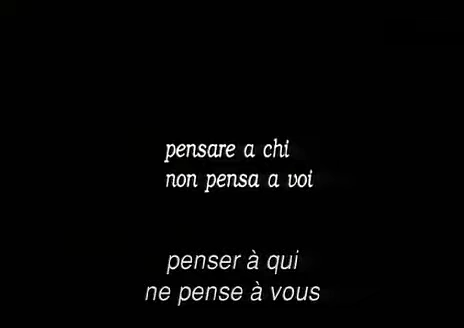 pensare a chi
non pensa a voi
penser à qui
ne pense à vous